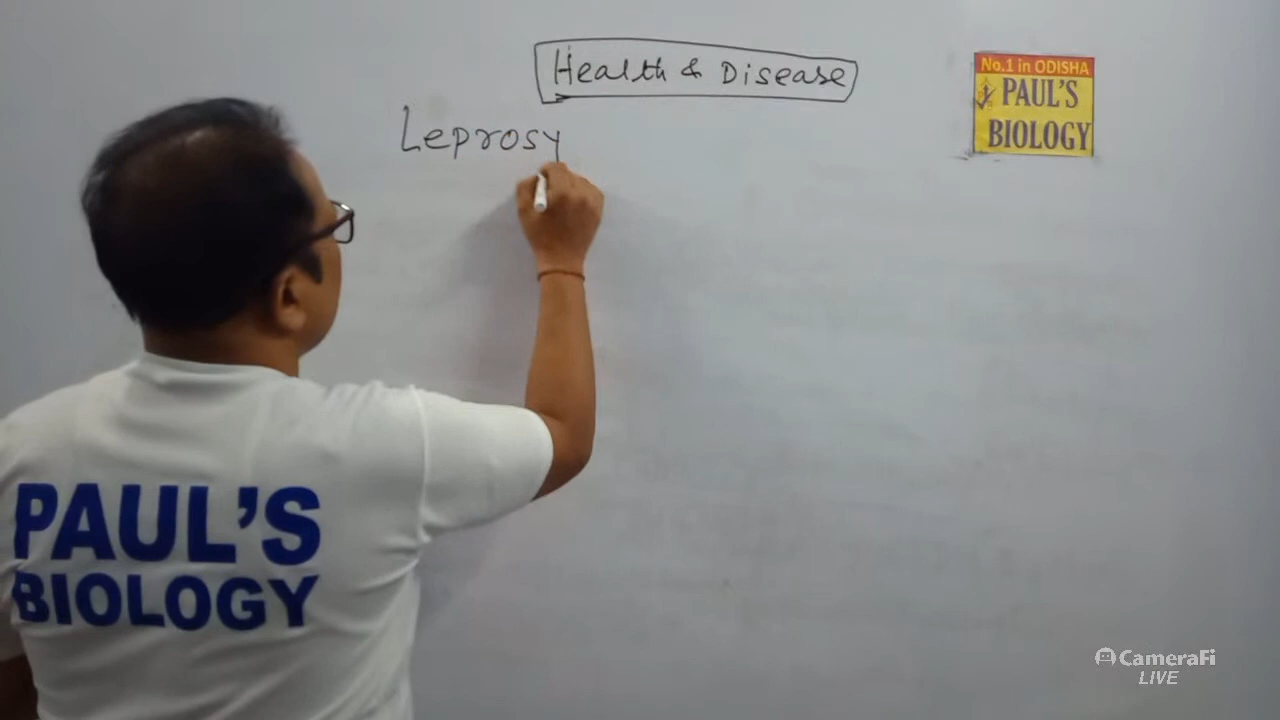 Health & Disease
Leprosy
No.1 in ODISHA
PAUL'S
BIOLOGY
PAUL'S
BIOLOGY
CameraFi
LIVE